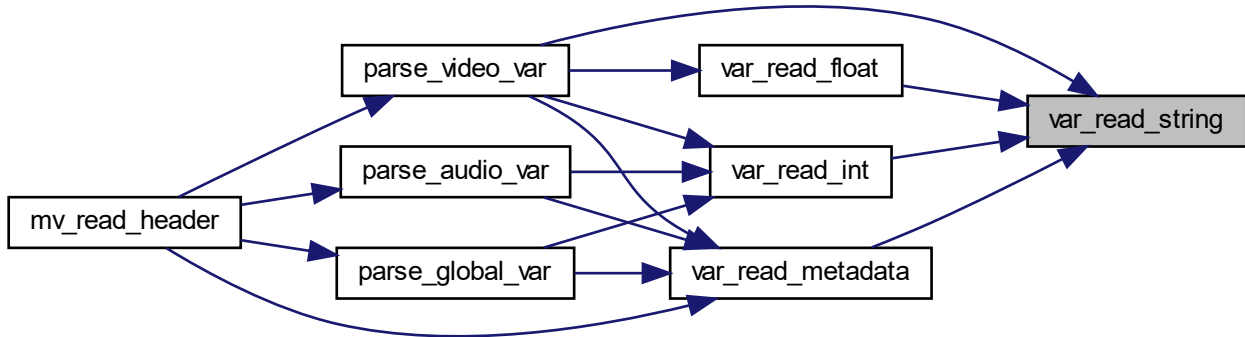 parse_video_var
var_read_float
var_read_string
parse_audio_var
var_read_int
mv_read_header
parse_global_var
var_read_metadata